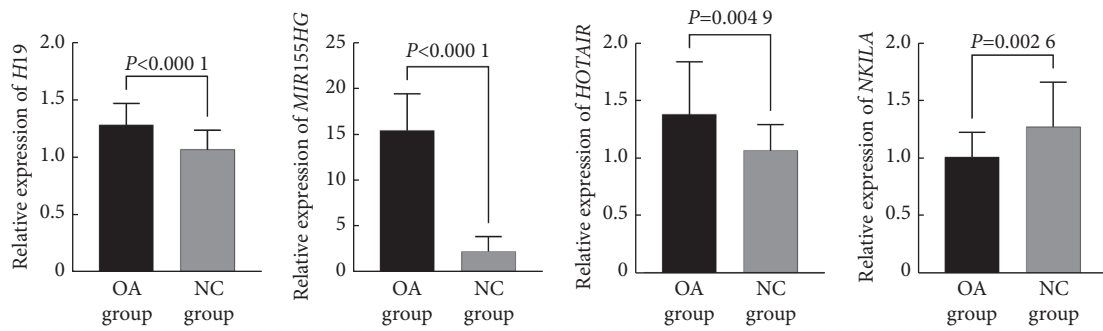 Relative expression of H19
2.0
1.5
1.0
0.5
0
P<0.000 1
OA
group
NC
group
Relative expression of MIR155HG
25
20
15
10
5
0
P<0.000 1
OA
group
NC
group
Relative expression of HOTAIR
2.0
1.5
1.0
0.5
0
P=0.004 9
OA
group
NC
group
Relative expression of NKILA
2.0
1.5
1.0
0.5
0
P=0.002 6
OA
group
NC
group